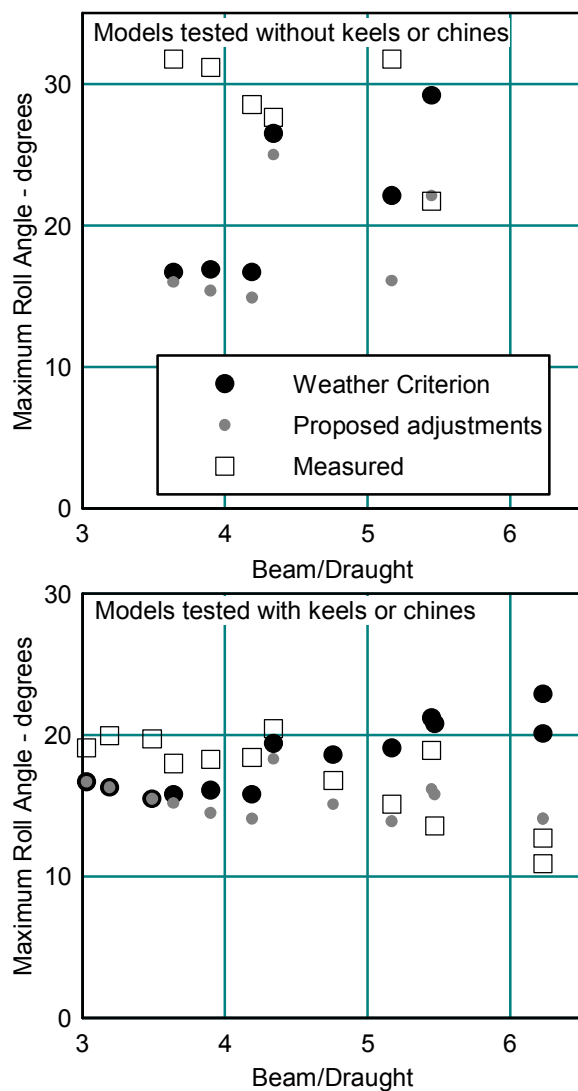 Models tested without keels or chines
30
20
10
0
Maximum Roll Angle - degrees
Weather Criterion
Proposed adjustments
Measured
3 4 5 6
Beam/Draught
Models tested with keels or chines
30
20
10
0
Maximum Roll Angle - degrees
3 4 5 6
Beam/Draught